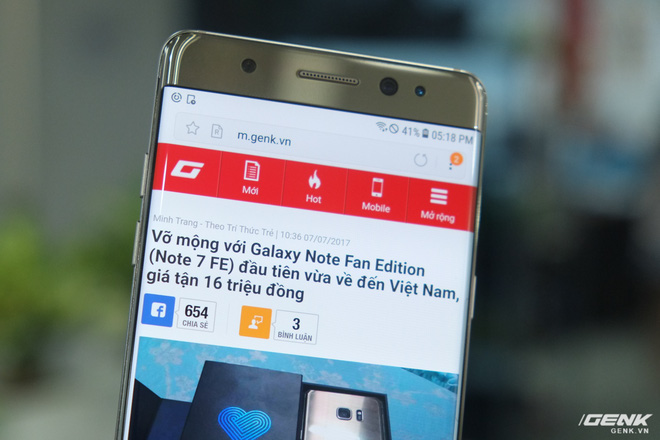 41% 05:18 PM
m.genk.vn
2
Mới
Hot
Mobile
Mở rộng
Minh Trang - Theo Trí Thức Trẻ | 10:36 07/07/2017
Vỡ mộng với Galaxy Note Fan Edition
(Note 7 FE) đầu tiên vừa về đến Việt Nam,
giá tận 16 triệu đồng
654
CHIA SẺ
3
BÌNH LUẬN
GENK
GENK.VN